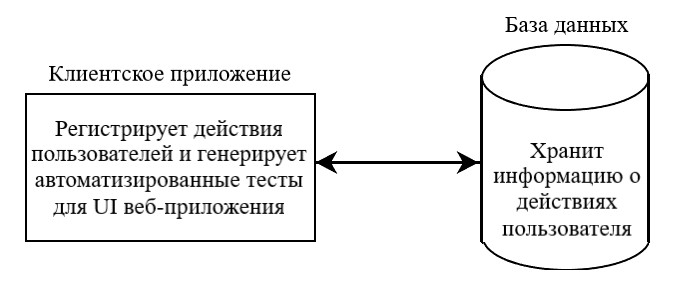 База данных
Клиентское приложение
Регистрирует действия
пользователей и генерирует
автоматизированные тесты
для UI веб-приложения
Хранит
информацию о
действиях
пользователя